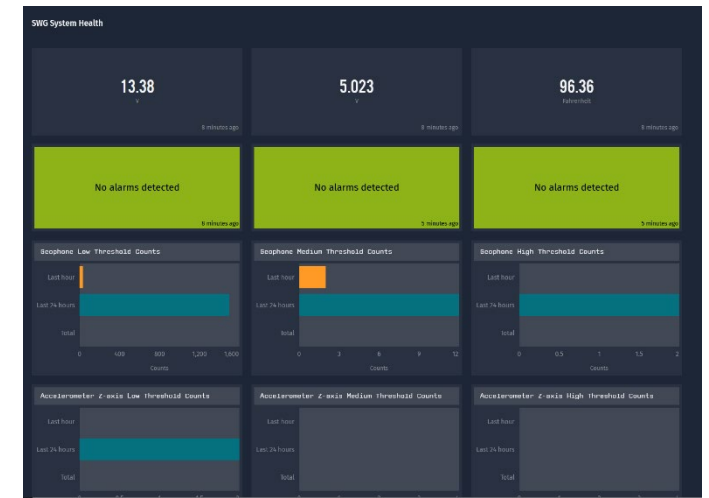 SWG System Health
13.38
V
8 minutes ago
5.023
V
8 minutes ago
96.36
Fahrenheit
8 minutes ago
No alarms detected
6 minutes ago
No alarms detected
5 minutes ago
No alarms detected
5 minutes ago
Geophone Low Threshold Counts
Last hour
Last 24 hours
Total
0 400 800 1,200 1,600
Counts
Geophone Medium Threshold Counts
Last hour
Last 24 hours
Total
0 3 6 9 12
Counts
Geophone High Threshold Counts
Last hour
Last 24 hours
Total
0 0.5 1 1.5 2
Counts
Accelerometer Z-axis Low Threshold Counts
Last hour
Last 24 hours
Total
Accelerometer Z-axis Medium Threshold Counts
Last hour
Last 24 hours
Total
Accelerometer Z-axis High Threshold Counts
Last hour
Last 24 hours
Total